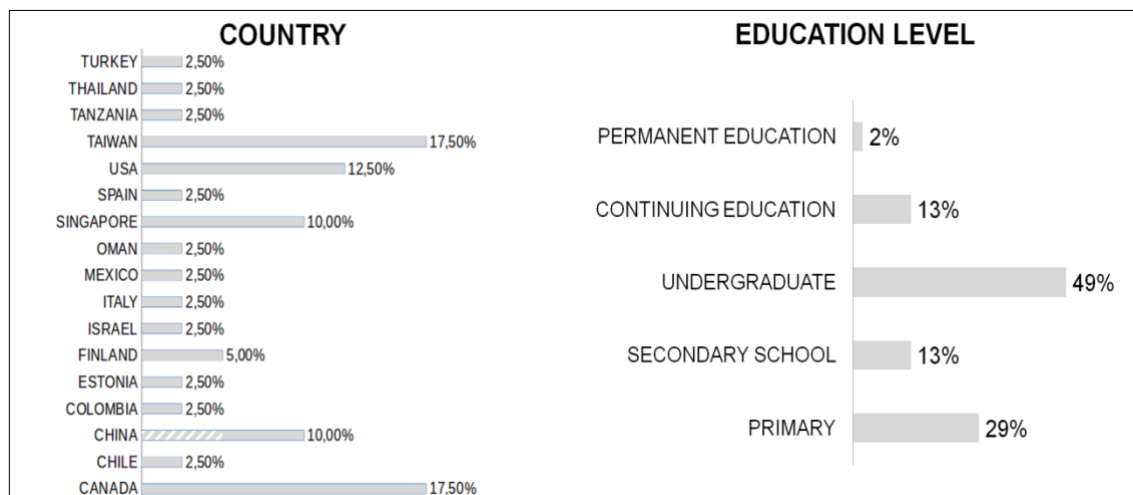 COUNTRY
TURKEY 2,50%
THAILAND 2,50%
TANZANIA 2,50%
TAIWAN 17,50%
USA 12,50%
SPAIN 2,50%
SINGAPORE 10,00%
OMAN 2,50%
MEXICO 2,50%
ITALY 2,50%
ISRAEL 2,50%
FINLAND 5,00%
ESTONIA 2,50%
COLOMBIA 2,50%
CHINA 10,00%
CHILE 2,50%
CANADA 17,50%
EDUCATION LEVEL
PERMANENT EDUCATION 2%
CONTINUING EDUCATION 13%
UNDERGRADUATE 49%
SECONDARY SCHOOL 13%
PRIMARY 29%